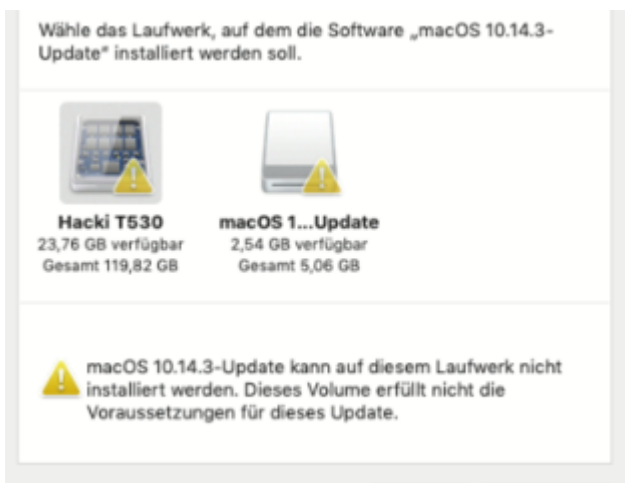 Wähle das Laufwerk, auf dem die Software „macOS 10.14.3-
Update“ installiert werden soll.
Hacki T530
23,76 GB verfügbar
Gesamt 119,82 GB
macOS 1...Update
2,54 GB verfügbar
Gesamt 5,06 GB
macOS 10.14.3-Update kann auf diesem Laufwerk nicht
installiert werden. Dieses Volume erfüllt nicht die
Voraussetzungen für dieses Update.